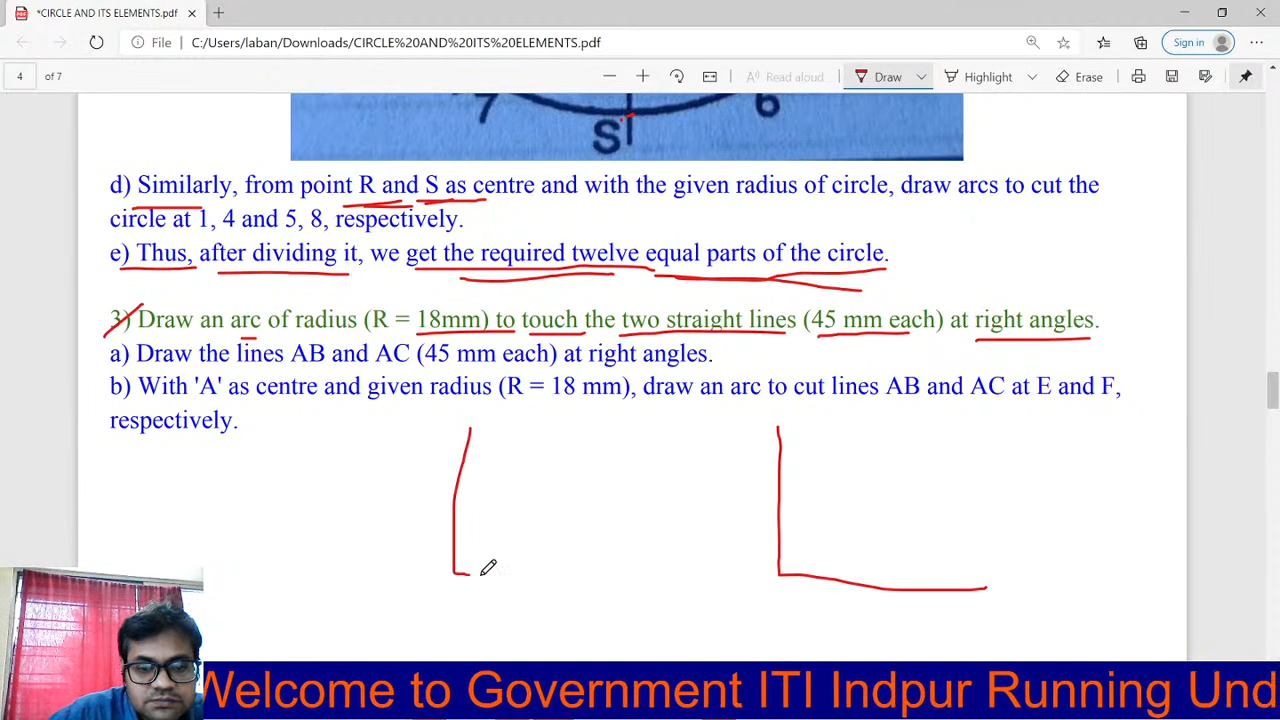 *CIRCLE AND ITS ELEMENTS.pdf
File C:/Users/laban/Downloads/CIRCLE%20AND%20ITS%20ELEMENTS.pdf Sign in
4 of 7 Read aloud Draw Highlight Erase
7 S 6
d) Similarly, from point R and S as centre and with the given radius of circle, draw arcs to cut the
circle at 1, 4 and 5, 8, respectively.
e) Thus, after dividing it, we get the required twelve equal parts of the circle.
3) Draw an arc of radius (R = 18mm) to touch the two straight lines (45 mm each) at right angles.
a) Draw the lines AB and AC (45 mm each) at right angles.
b) With 'A' as centre and given radius (R = 18 mm), draw an arc to cut lines AB and AC at E and F,
respectively.
Welcome to Government ITI Indpur Running Und